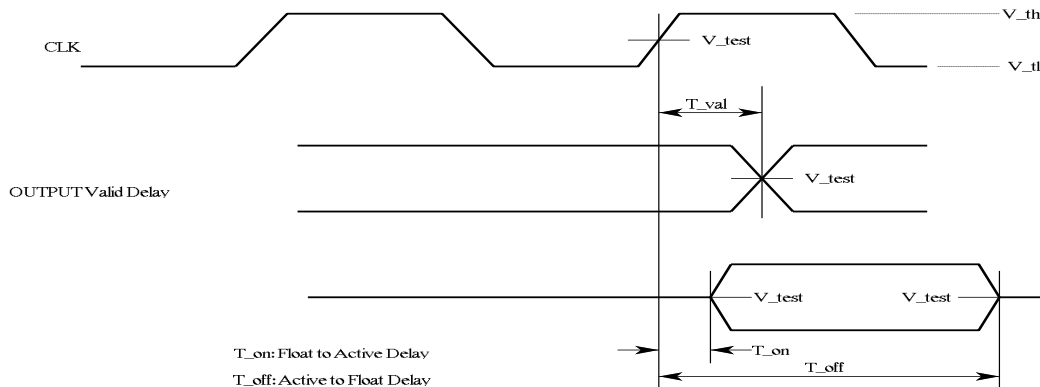 V_th
CLK
V_test
V_tl
T_val
OUTPUT Valid Delay
V_test
V_test
V_test
T_on: Float to Active Delay
T_on
T_off
T_off: Active to Float Delay